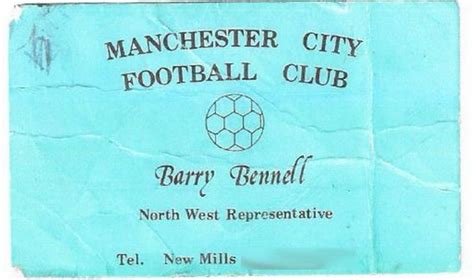 MANCHESTER CITY
FOOTBALL CLUB
Barry Bennell
North West Representative
Tel. New Mills